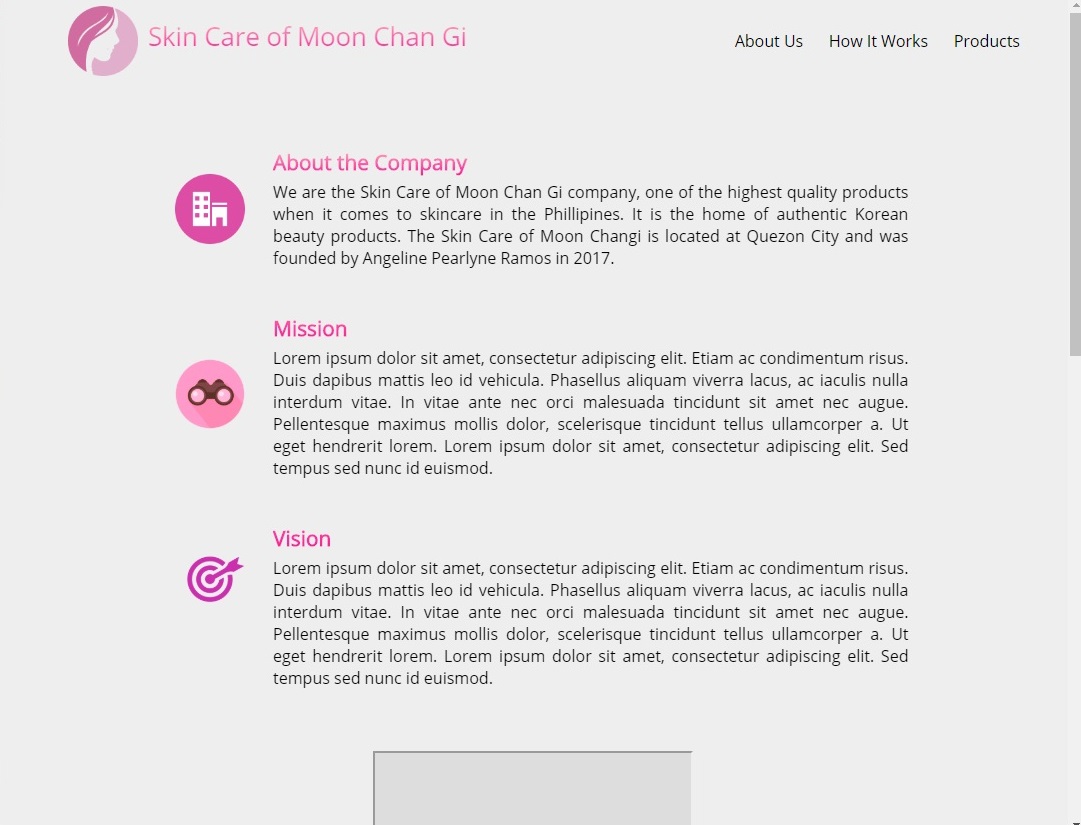 Skin Care of Moon Chan Gi
About Us How It Works Products
About the Company
We are the Skin Care of Moon Chan Gi company, one of the highest quality products
when it comes to skincare in the Phillipines. It is the home of authentic Korean
beauty products. The Skin Care of Moon Changi is located at Quezon City and was
founded by Angeline Pearlyne Ramos in 2017.
Mission
Lorem ipsum dolor sit amet, consectetur adipiscing elit. Etiam ac condimentum risus.
Duis dapibus mattis leo id vehicula. Phasellus aliquam viverra lacus, ac iaculis nulla
interdum vitae. In vitae ante nec orci malesuada tincidunt sit amet nec augue.
Pellentesque maximus mollis dolor, scelerisque tincidunt tellus ullamcorper a. Ut
eget hendrerit lorem. Lorem ipsum dolor sit amet, consectetur adipiscing elit. Sed
tempus sed nunc id euismod.
Vision
Lorem ipsum dolor sit amet, consectetur adipiscing elit. Etiam ac condimentum risus.
Duis dapibus mattis leo id vehicula. Phasellus aliquam viverra lacus, ac iaculis nulla
interdum vitae. In vitae ante nec orci malesuada tincidunt sit amet nec augue.
Pellentesque maximus mollis dolor, scelerisque tincidunt tellus ullamcorper a. Ut
eget hendrerit lorem. Lorem ipsum dolor sit amet, consectetur adipiscing elit. Sed
tempus sed nunc id euismod.